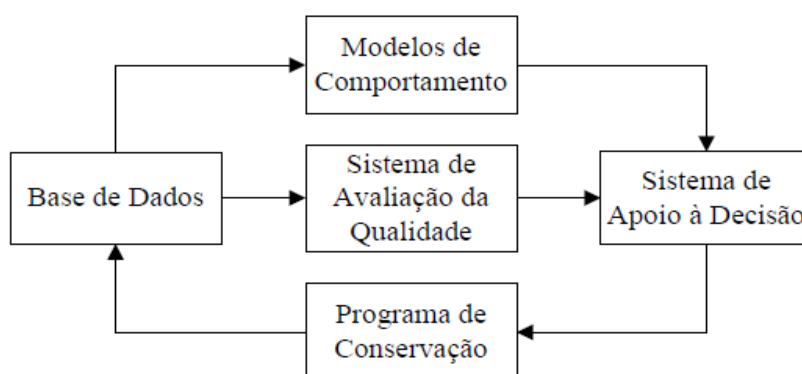 Modelos de
Comportamento
Base de Dados
Sistema de
Avaliação da
Qualidade
Sistema de
Apoio à Decisão
Programa de
Conservação